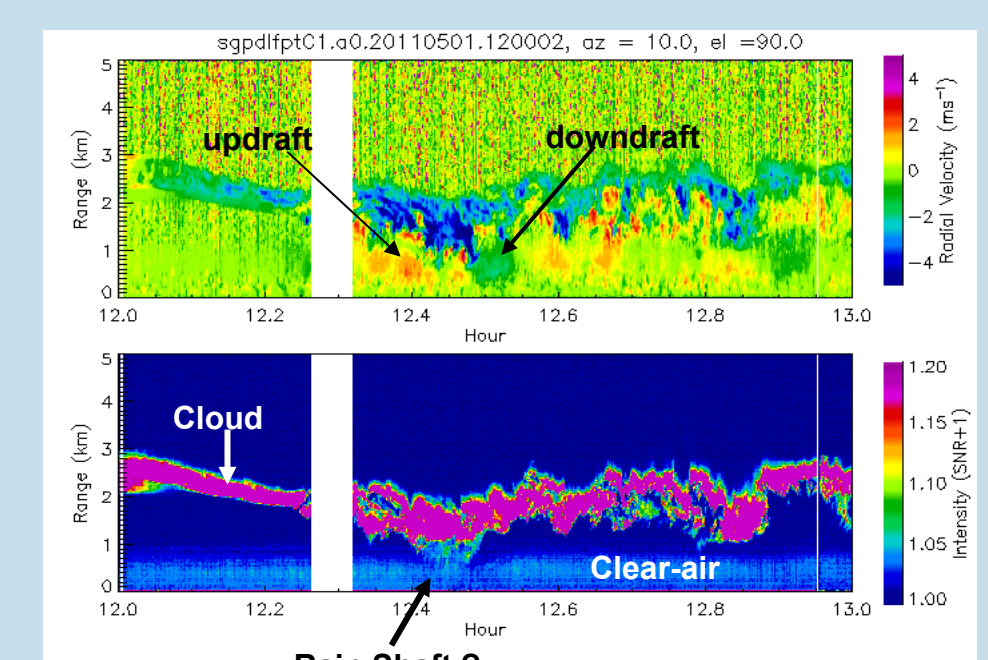 sgpdlfptC1.a0.20110501.120002, az = 10.0, el =90.0
5
4
3
2
1
0
Range (km)
updraft
downdraft
12.0 12.2 12.4 12.6 12.8 13.0
Hour
4
2
0
−2
−4
Radial Velocity (ms⁻¹)
5
4
3
2
1
0
Range (km)
Cloud
Clear-air
12.0 12.2 12.4 12.6 12.8 13.0
Hour
1.20
1.15
1.10
1.05
1.00
Intensity (SNR+1)
Rain Shaft